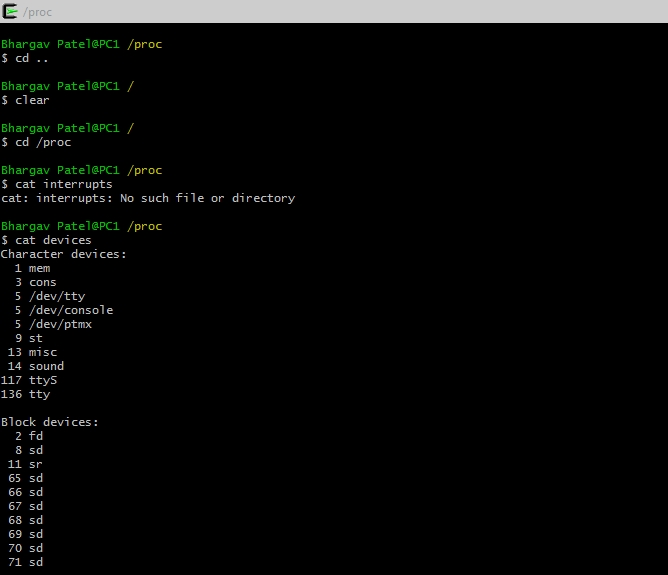 /proc
Bhargav Patel@PC1 /proc
$ cd ..
Bhargav Patel@PC1 /
$ clear
Bhargav Patel@PC1 /
$ cd /proc
Bhargav Patel@PC1 /proc
$ cat interrupts
cat: interrupts: No such file or directory
Bhargav Patel@PC1 /proc
$ cat devices
Character devices:
1 mem
3 cons
5 /dev/tty
5 /dev/console
5 /dev/ptmx
9 st
13 misc
14 sound
117 ttyS
136 tty
Block devices:
2 fd
8 sd
11 sr
65 sd
66 sd
67 sd
68 sd
69 sd
70 sd
71 sd